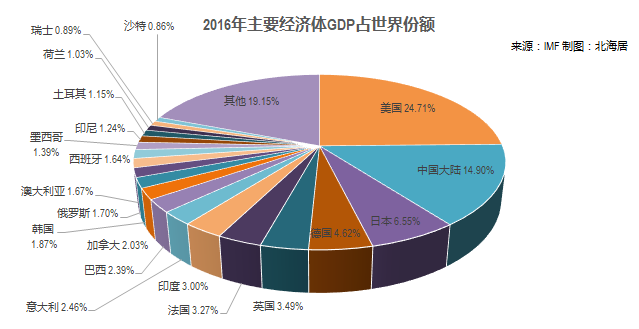 2016年主要经济体GDP占世界份额
来源：IMF 制图：北海居
美国 24.71%
中国大陆 14.90%
日本 6.55%
德国 4.62%
英国 3.49%
法国 3.27%
印度 3.00%
意大利 2.46%
巴西 2.39%
加拿大 2.03%
韩国
1.87%
俄罗斯 1.70%
澳大利亚 1.67%
西班牙 1.64%
墨西哥
1.39%
印尼 1.24%
土耳其 1.15%
荷兰 1.03%
瑞士 0.89%
沙特 0.86%
其他 19.15%